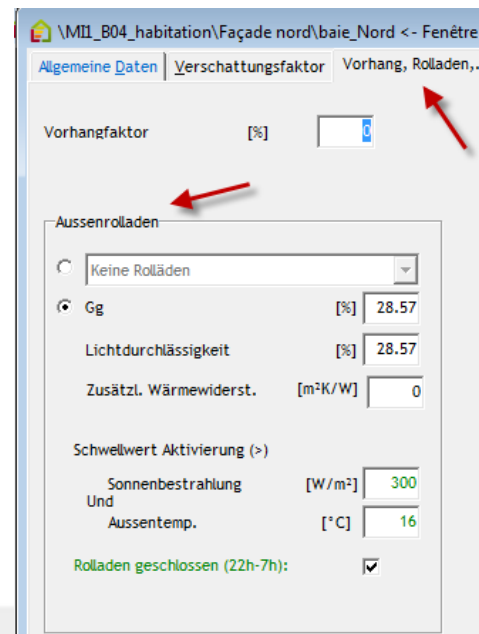 \MI1_B04_habitation\Façade nord\baie_Nord <- Fenêtre
Allgemeine Daten Verschattungsfaktor Vorhang, Rolladen,..
Vorhangfaktor [%] 0
Aussenrolladen
Keine Rolläden
Gg [%] 28.57
Lichtdurchlässigkeit [%] 28.57
Zusätzl. Wärmewiderst. [m²K/W] 0
Schwellwert Aktivierung (>)
Sonnenbestrahlung [W/m²] 300
Und
Aussentemp. [°C] 16
Rolladen geschlossen (22h-7h):